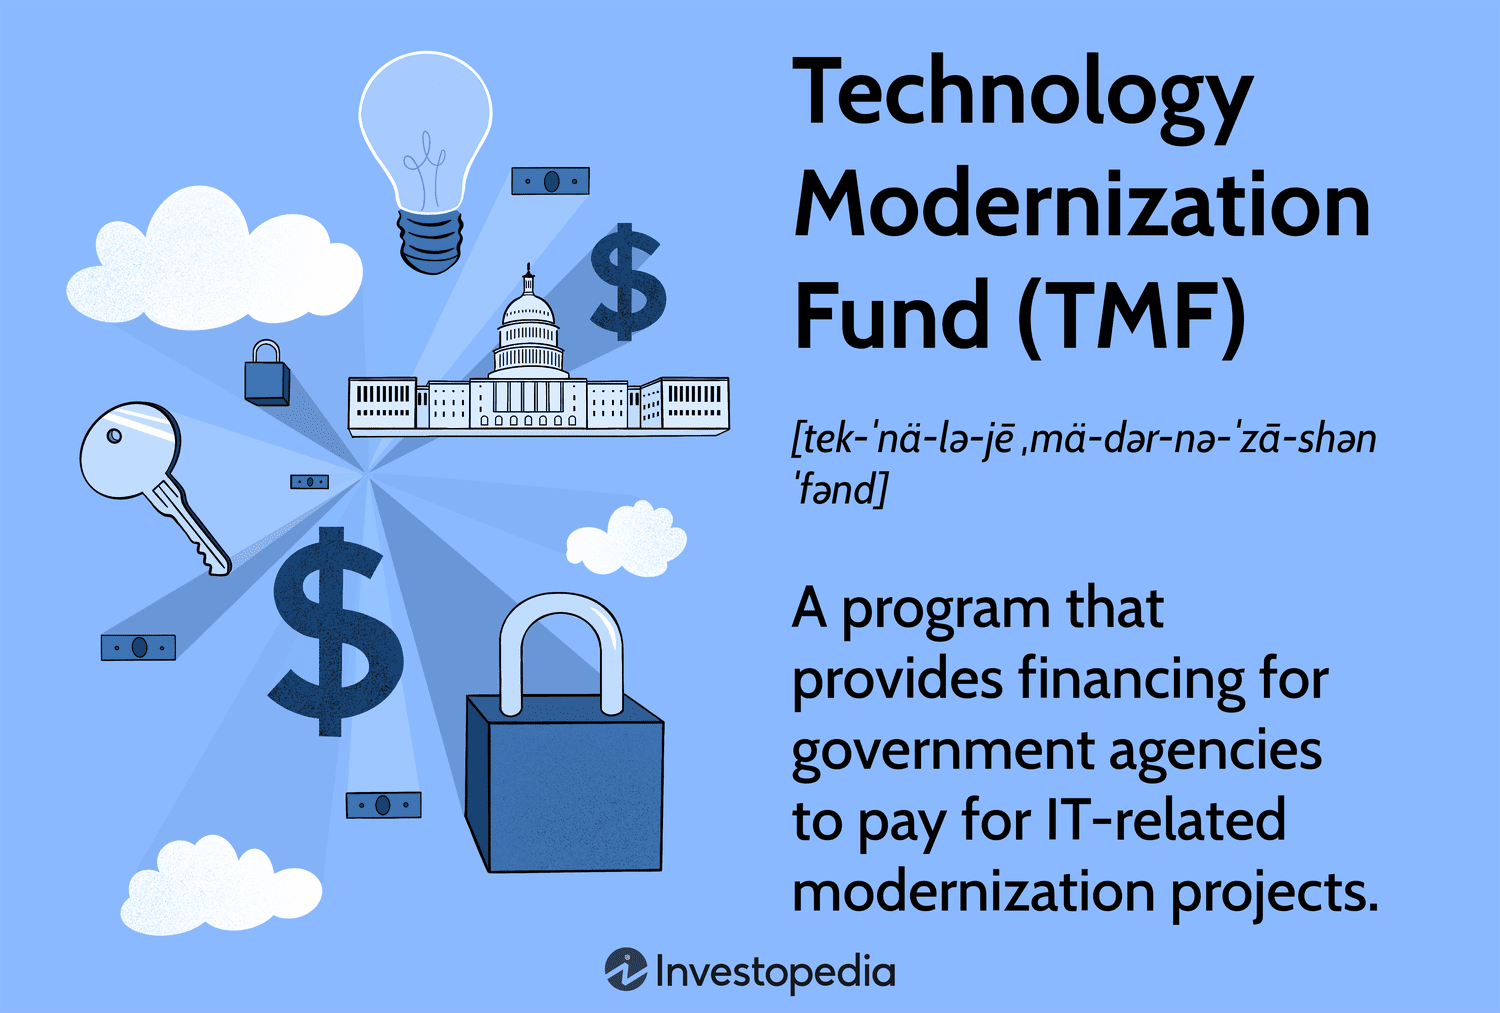 Technology
Modernization
Fund (TMF)
[tek-ˈnä-lə-jē ˌmä-dər-nə-ˈzā-shən
ˈfənd]
A program that
provides financing for
government agencies
to pay for IT-related
modernization projects.
Investopedia